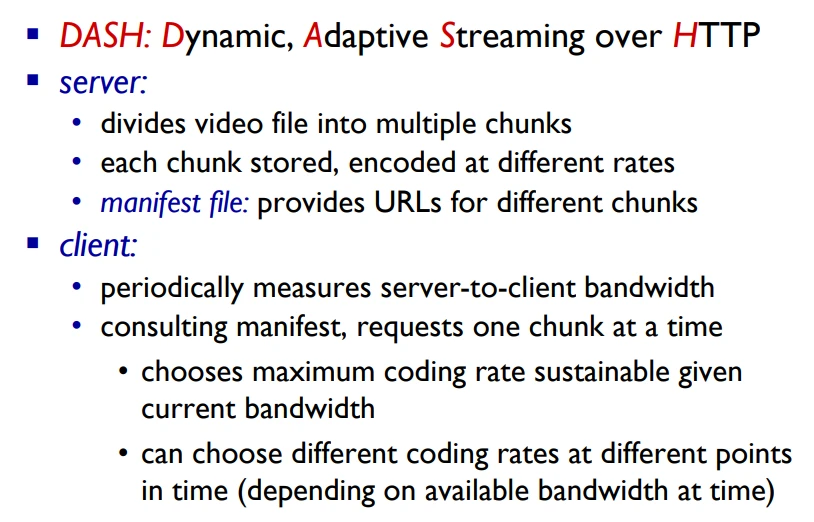 ▪ DASH: Dynamic, Adaptive Streaming over HTTP
▪ server:
• divides video file into multiple chunks
• each chunk stored, encoded at different rates
• manifest file: provides URLs for different chunks
▪ client:
• periodically measures server-to-client bandwidth
• consulting manifest, requests one chunk at a time
• chooses maximum coding rate sustainable given
current bandwidth
• can choose different coding rates at different points
in time (depending on available bandwidth at time)